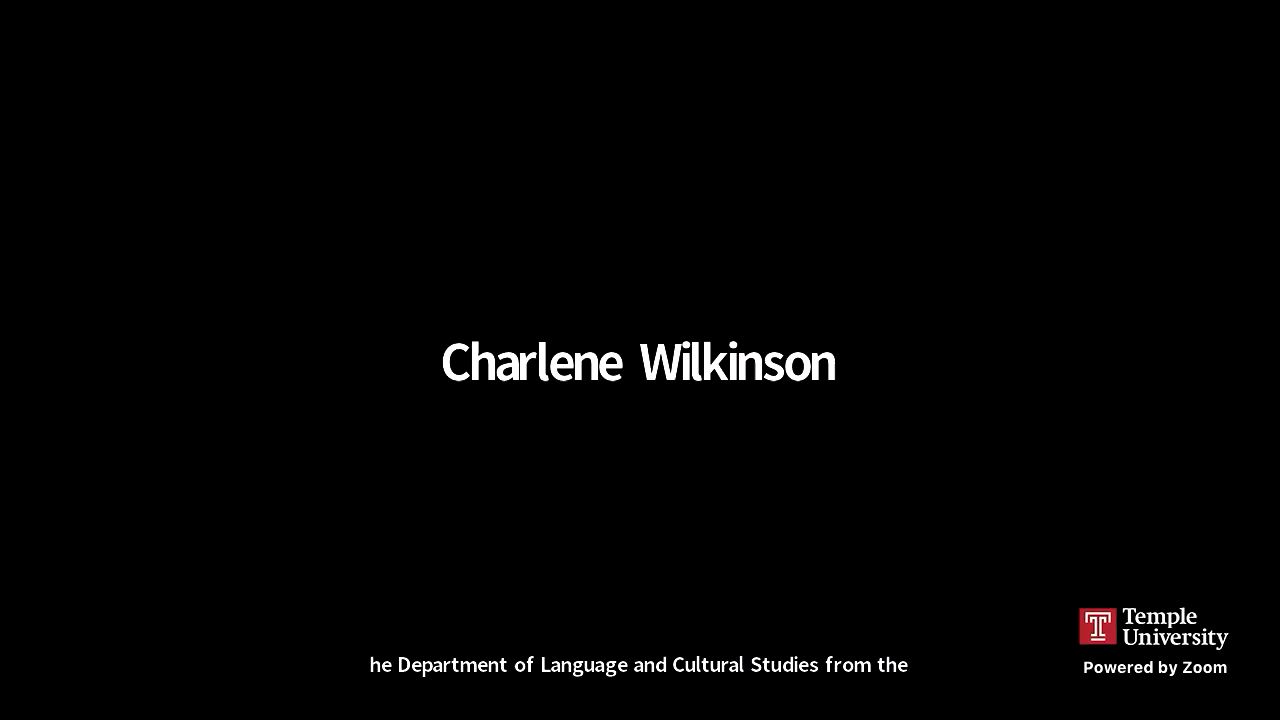 Charlene Wilkinson
Temple
University
he Department of Language and Cultural Studies from the
Powered by Zoom